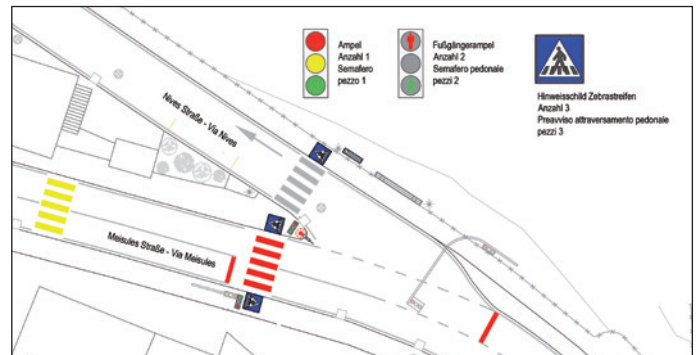 Ampel
Anzahl 1
Semafero
pezzo 1
Fußgängerampel
Anzahl 2
Semafero pedonale
pezzi 2
Hinweisschild Zebrastreifen
Anzahl 3
Preavviso attraversamento pedonale
pezzi 3
Nives Straße - Via Nives
Meisules Straße - Via Meisules